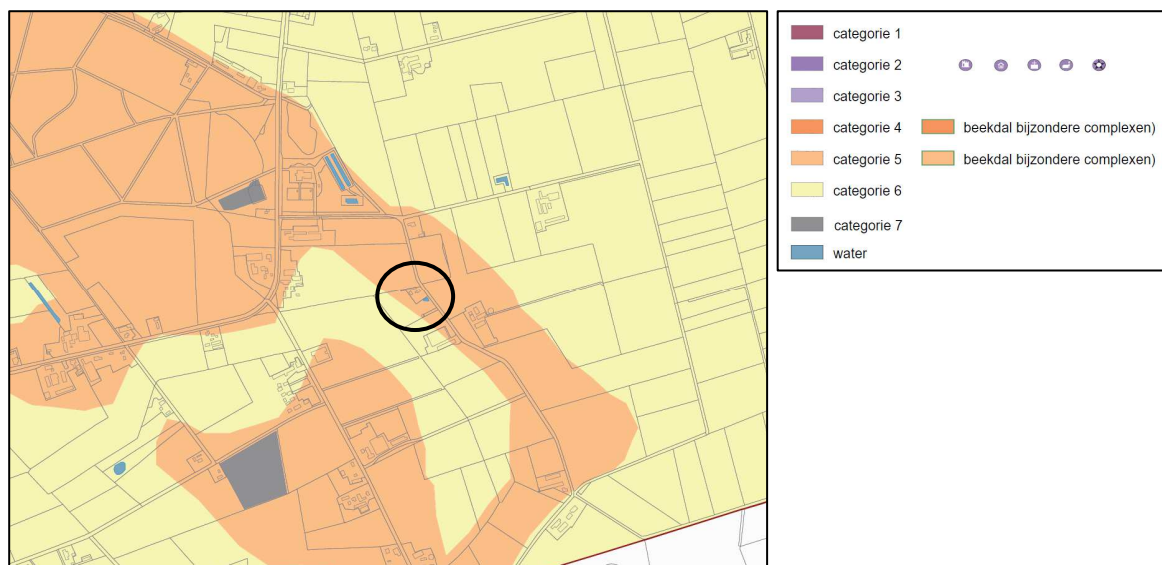 categorie 1
categorie 2
categorie 3
categorie 4 beekdal bijzondere complexen)
categorie 5 beekdal bijzondere complexen)
categorie 6
categorie 7
water